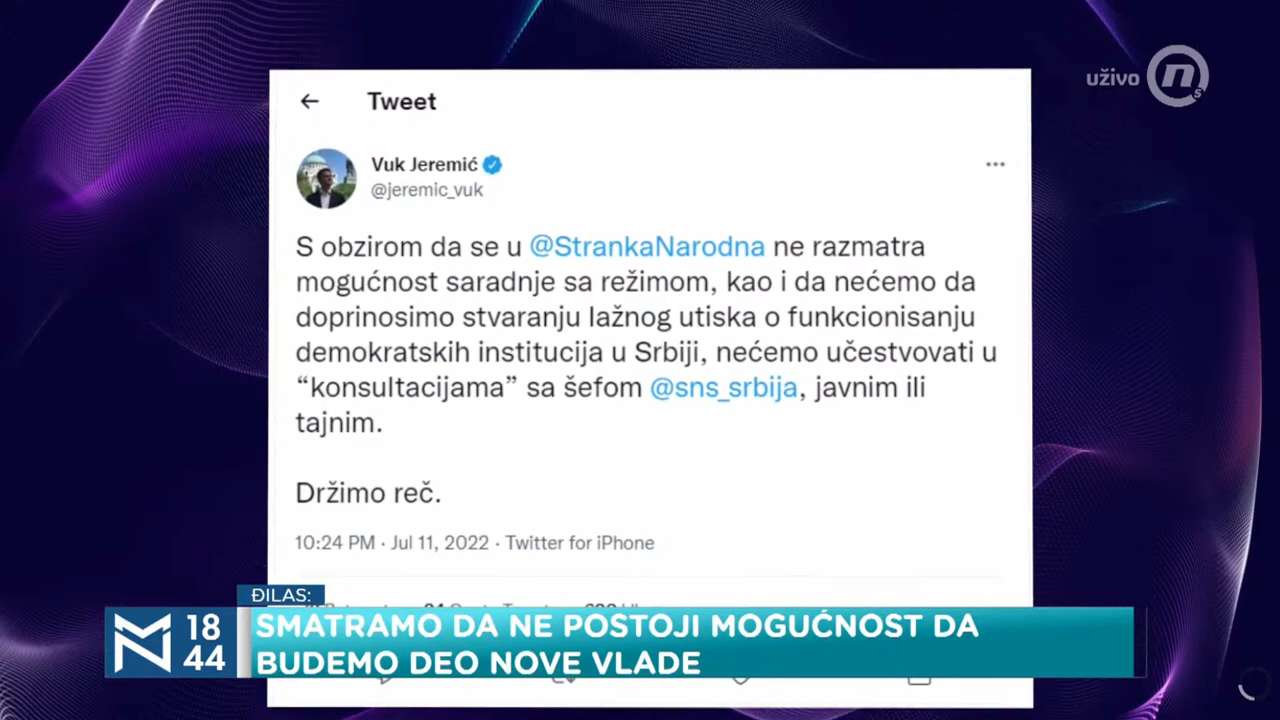 uživo
n
S
Tweet
Vuk Jeremić
@jeremic_vuk
S obzirom da se u @StrankaNarodna ne razmatra
mogućnost saradnje sa režimom, kao i da nećemo da
doprinosimo stvaranju lažnog utiska o funkcionisanju
demokratskih institucija u Srbiji, nećemo učestvovati u
“konsultacijama” sa šefom @sns_srbija, javnim ili
tajnim.
Držimo reč.
10:24 PM · Jul 11, 2022 · Twitter for iPhone
ĐILAS:
18
44
SMATRAMO DA NE POSTOJI MOGUĆNOST DA
BUDEMO DEO NOVE VLADE